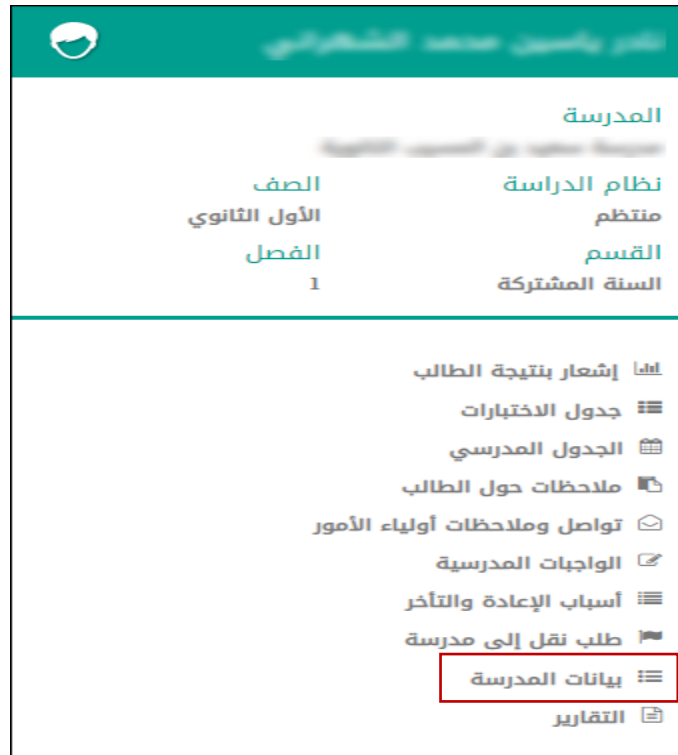 المدرسة
نظام الدراسة الصف
منتظم الأول الثانوي
القسم الفصل
السنة المشتركة 1
إشعار بنتيجة الطالب
جدول الاختبارات
الجدول المدرسي
ملاحظات حول الطالب
تواصل وملاحظات أولياء الأمور
الواجبات المدرسية
أسباب الإعادة والتأخر
طلب نقل إلى مدرسة
بيانات المدرسة
التقارير